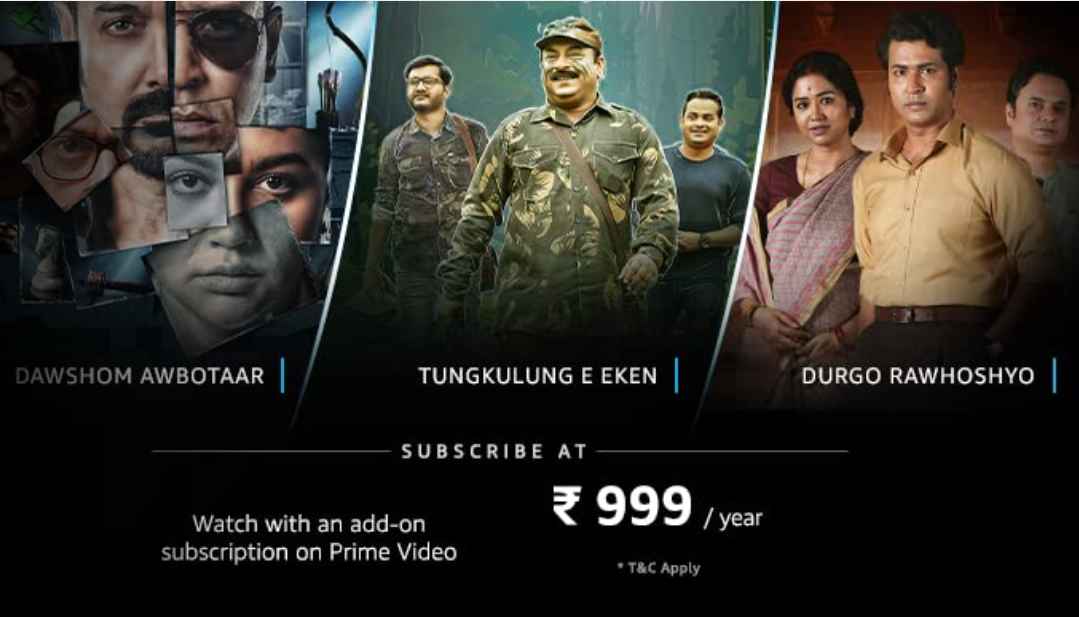 DAWSHOM AWBOTAAR
TUNGKULUNG E EKEN
DURGO RAWHOSHYO
SUBSCRIBE AT
Watch with an add-on
subscription on Prime Video
₹ 999 / year
* T&C Apply